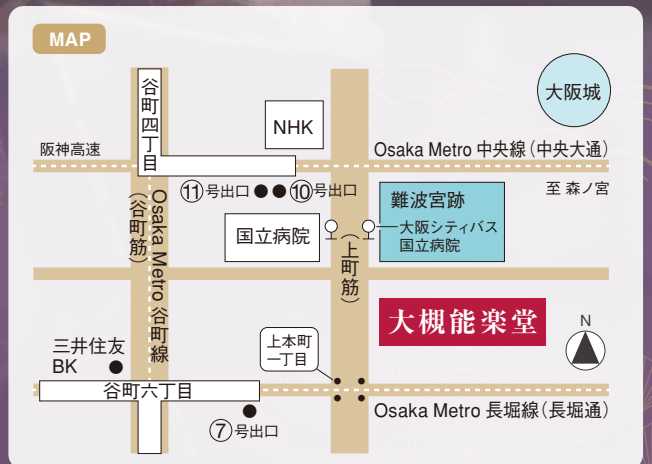 MAP
谷町四丁目
NHK
大阪城
阪神高速
Osaka Metro 中央線（中央大通）
至 森ノ宮
⑪号出口
⑩号出口
難波宮跡
大阪シティバス
国立病院
国立病院
（上町筋）
（谷町筋）
Osaka Metro 谷町線
大槻能楽堂
N
三井住友
BK
上本町
一丁目
谷町六丁目
Osaka Metro 長堀線（長堀通）
⑦号出口